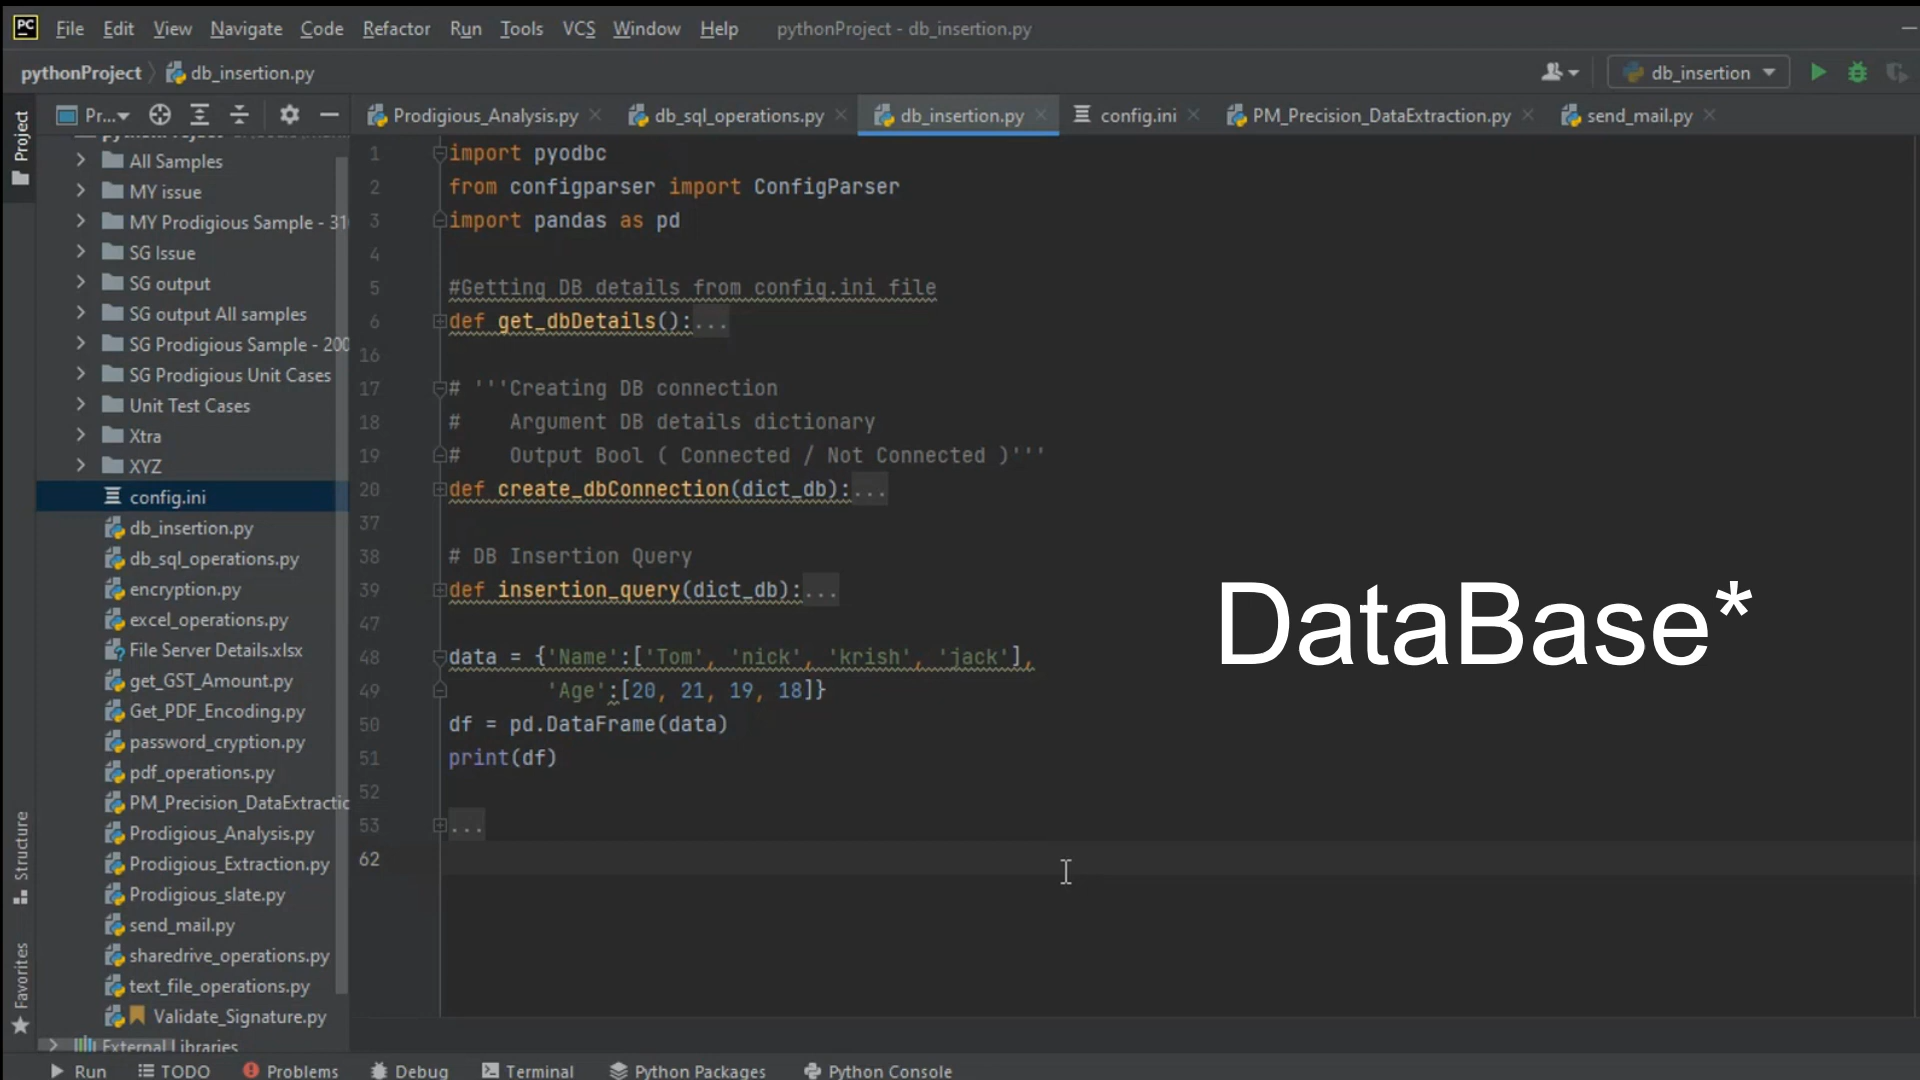 PC File Edit View Navigate Code Refactor Run Tools VCS Window Help pythonProject - db_insertion.py
pythonProject db_insertion.py db_insertion
Pr... Prodigious_Analysis.py db_sql_operations.py db_insertion.py config.ini PM_Precision_DataExtraction.py send_mail.py
Project
All Samples
MY issue
MY Prodigious Sample - 31
SG Issue
SG output
SG output All samples
SG Prodigious Sample - 200
SG Prodigious Unit Cases
Unit Test Cases
Xtra
XYZ
config.ini
db_insertion.py
db_sql_operations.py
encryption.py
excel_operations.py
File Server Details.xlsx
get_GST_Amount.py
Get_PDF_Encoding.py
password_cryption.py
pdf_operations.py
PM_Precision_DataExtractic
Prodigious_Analysis.py
Prodigious_Extraction.py
Prodigious_slate.py
send_mail.py
sharedrive_operations.py
text_file_operations.py
Validate_Signature.py
External Libraries
Structure
Favorites
1 import pyodbc
2 from configparser import ConfigParser
3 import pandas as pd
4
5 #Getting DB details from config.ini file
6 def get_dbDetails():...
16
17 # '''Creating DB connection
18 #    Argument DB details dictionary
19 #    Output Bool ( Connected / Not Connected )'''
20 def create_dbConnection(dict_db):...
37
38 # DB Insertion Query
39 def insertion_query(dict_db):...
47
48 data = {'Name':['Tom', 'nick', 'krish', 'jack'],
49         'Age':[20, 21, 19, 18]}
50 df = pd.DataFrame(data)
51 print(df)
52
53 ...
62
DataBase*
Run TODO Problems Debug Terminal Python Packages Python Console